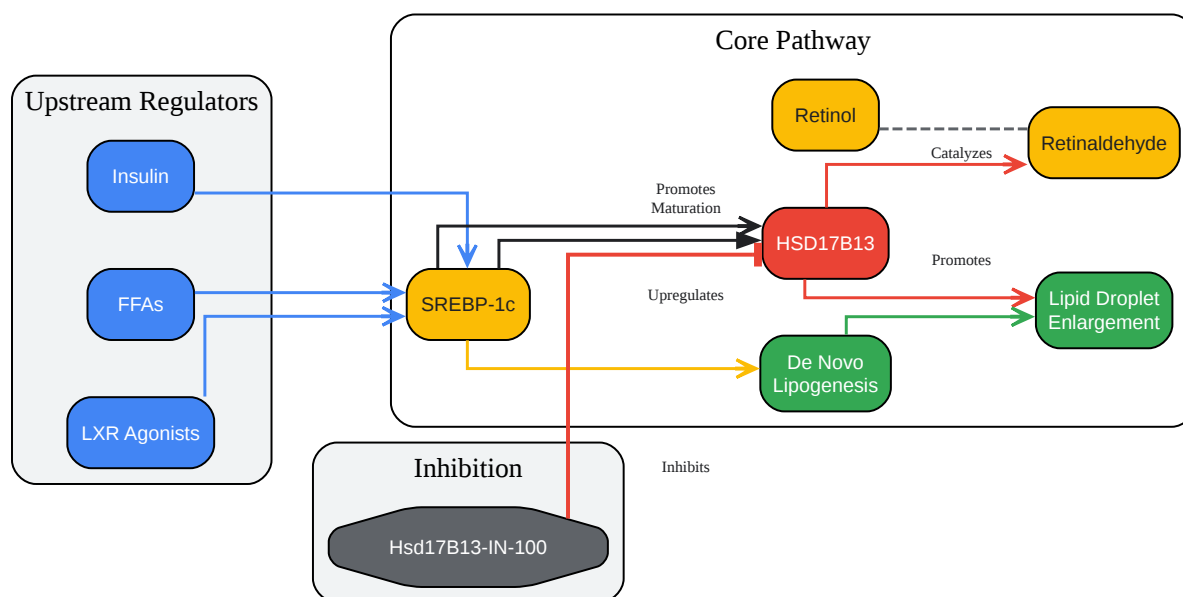 Core Pathway
Upstream Regulators
Retinol
Retinaldehyde
Catalyzes
Insulin
Promotes
Maturation
HSD17B13
Promotes
FFAs
SREBP-1c
Upregulates
Lipid Droplet
Enlargement
De Novo
Lipogenesis
LXR Agonists
Inhibition
Inhibits
Hsd17B13-IN-100